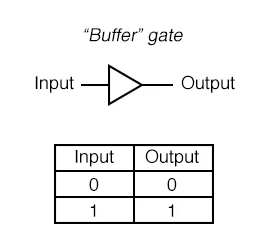 “Buffer” gate
Input Output
Input Output
0 0
1 1